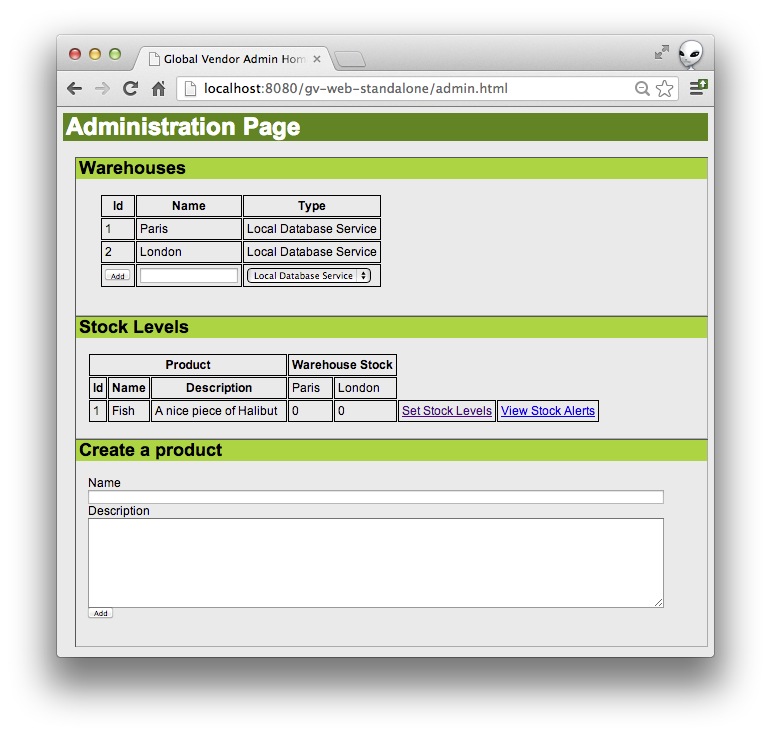 Global Vendor Admin Hom
localhost:8080/gv-web-standalone/admin.html
Administration Page
Warehouses
Id Name Type
1 Paris Local Database Service
2 London Local Database Service
Add Local Database Service
Stock Levels
Product Warehouse Stock
Id Name Description Paris London
1 Fish A nice piece of Halibut 0 0 Set Stock Levels View Stock Alerts
Create a product
Name
Description
Add